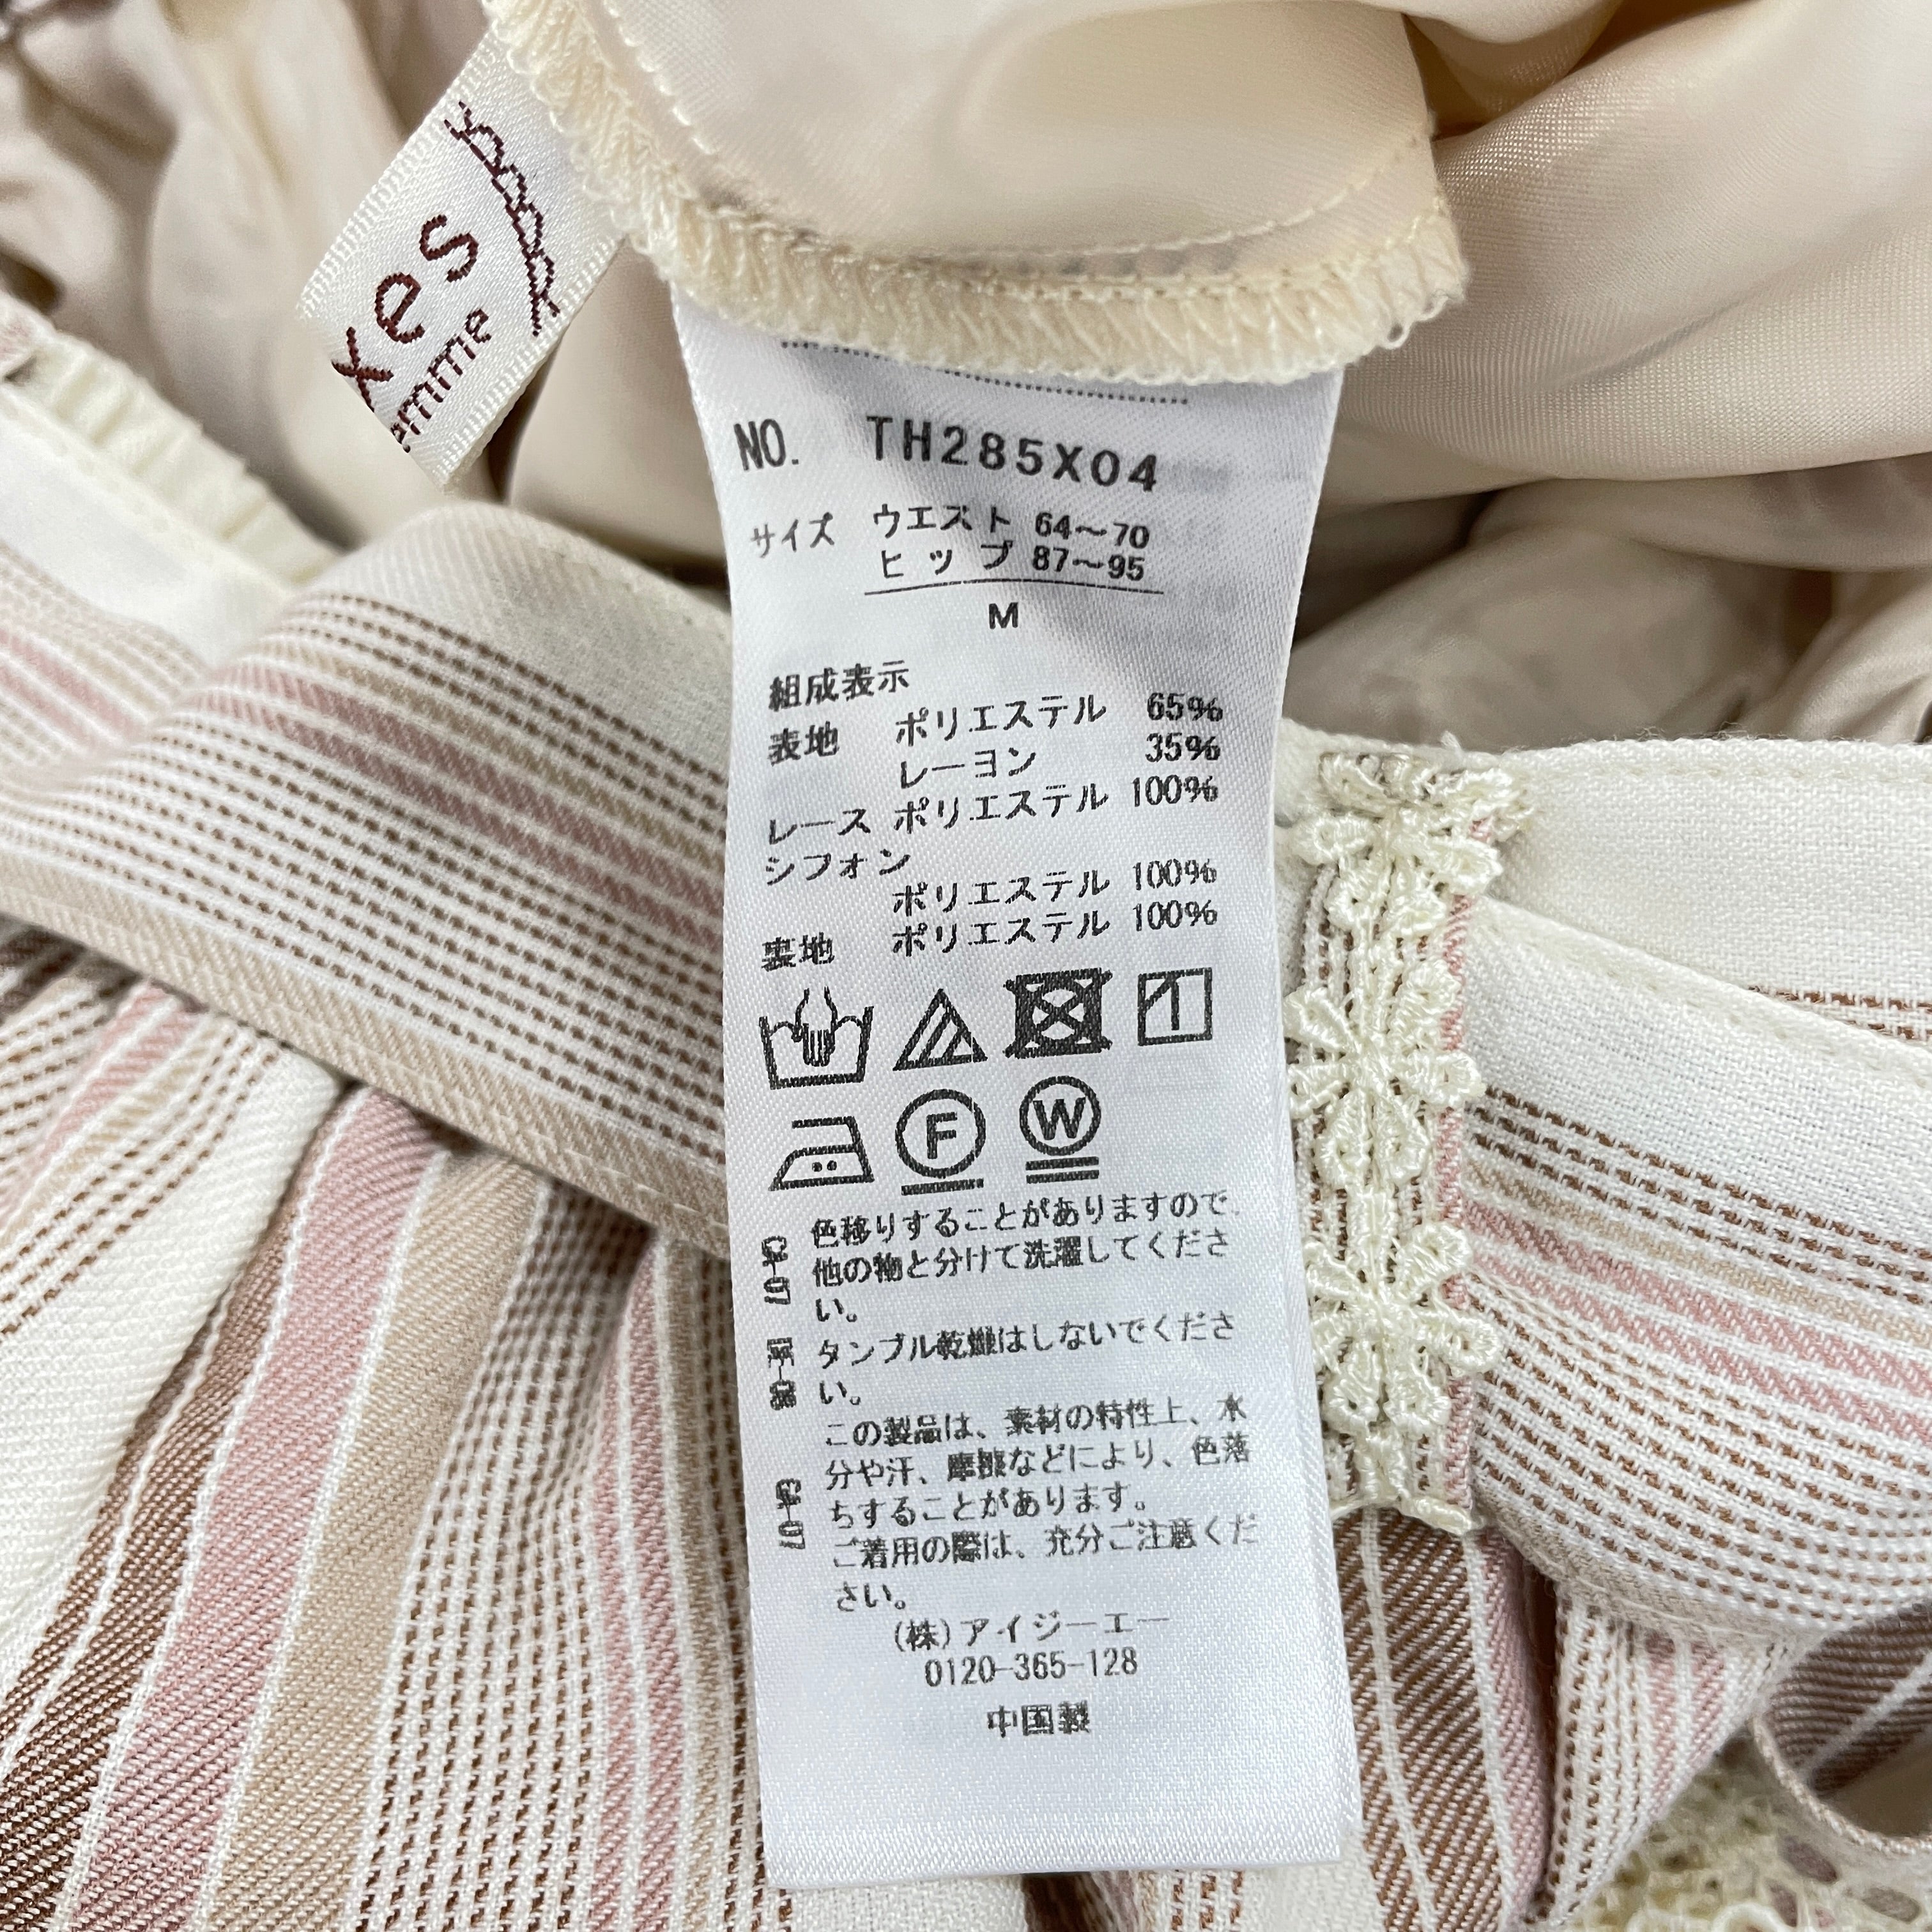 xes
emme
NO. TH285X04
サイズ ウエスト 64〜70
ヒップ 87〜95
M
組成表示
表地 ポリエステル 65%
レーヨン 35%
レース ポリエステル 100%
シフォン
ポリエステル 100%
裏地 ポリエステル 100%
F W
色移りすることがありますので、
他の物と分けて洗濯してくださ
い。
タンブル乾燥はしないでくださ
い。
この製品は、素材の特性上、水
分や汗、摩擦などにより、色落
ちすることがあります。
ご着用の際は、充分ご注意くだ
さい。
(株)アイジーエー
0120-365-128
中国製